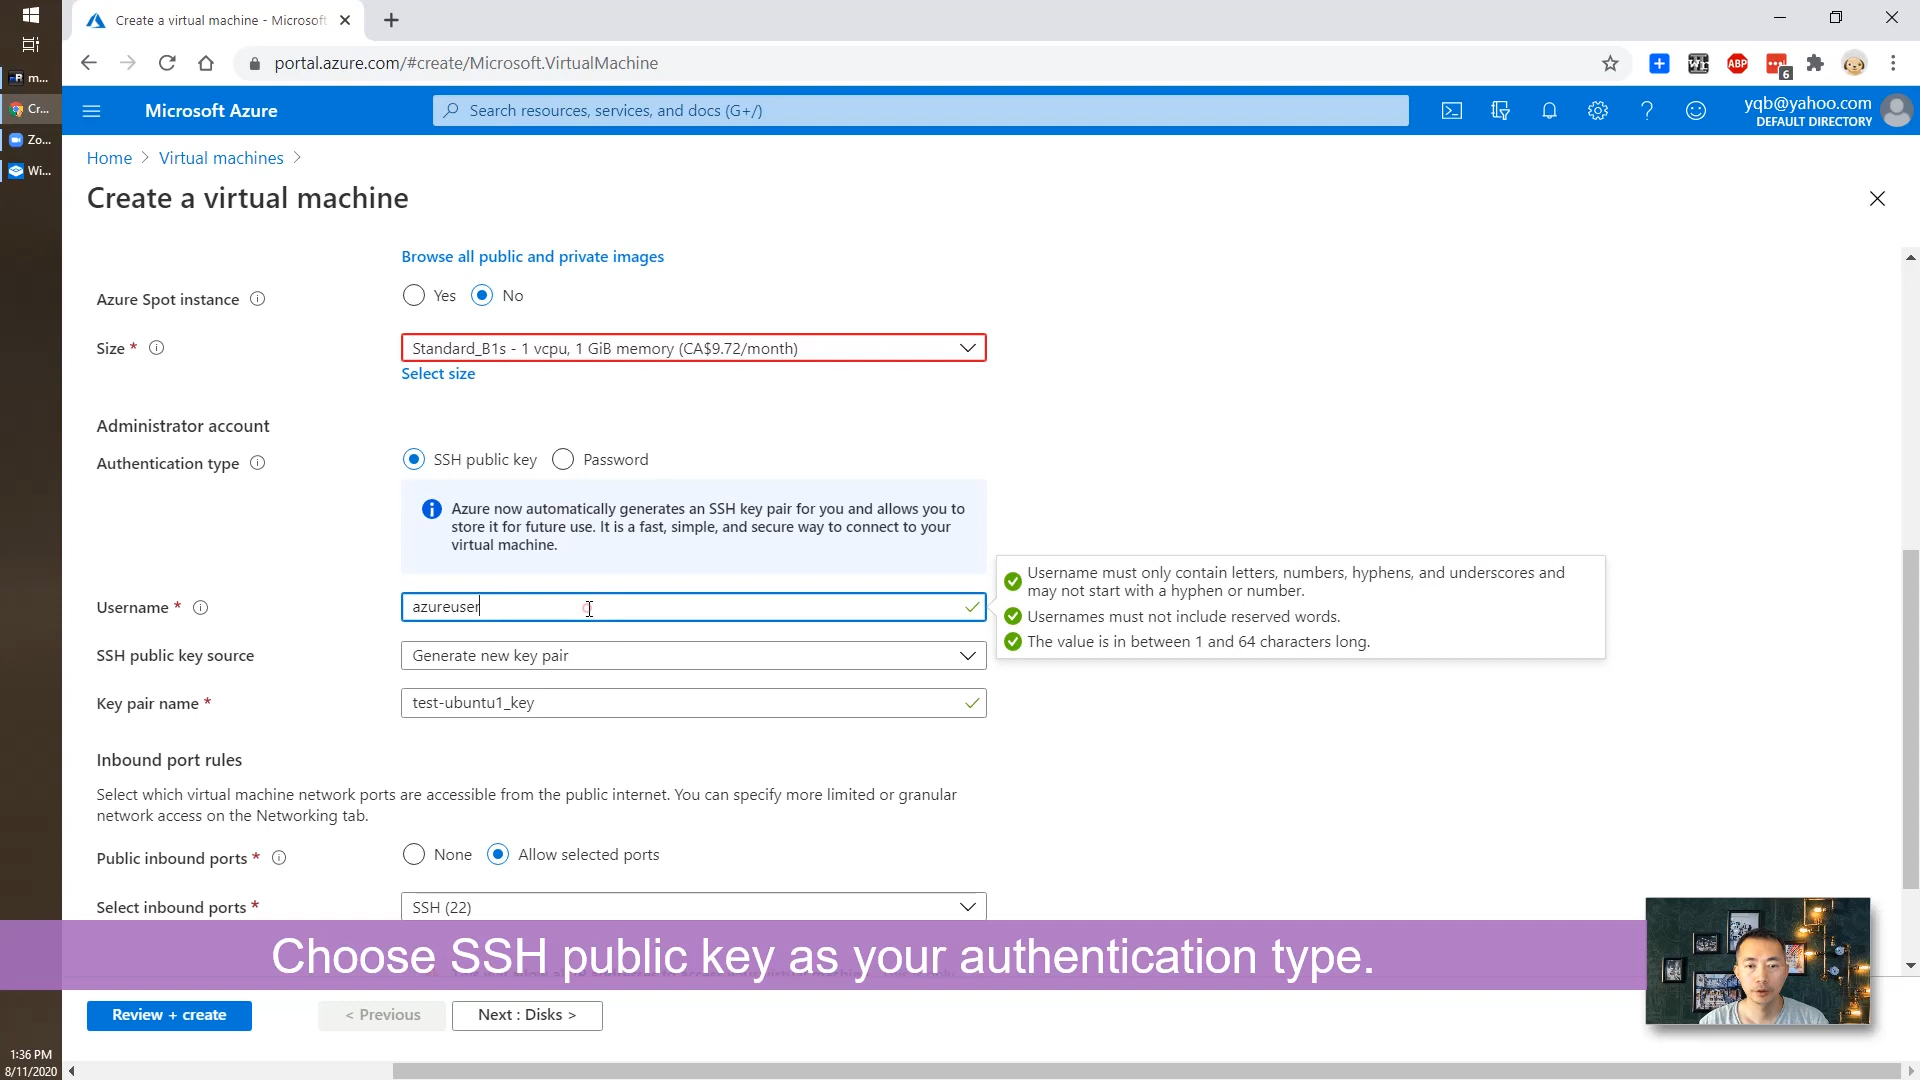 Create a virtual machine - Microsoft
m...
Cr...
Zo...
Wi...
portal.azure.com/#create/Microsoft.VirtualMachine
ABP
6
Microsoft Azure
Search resources, services, and docs (G+/)
yqb@yahoo.com
DEFAULT DIRECTORY
Home > Virtual machines >
Create a virtual machine
Browse all public and private images
Azure Spot instance
Yes
No
Size *
Standard_B1s - 1 vcpu, 1 GiB memory (CA$9.72/month)
Select size
Administrator account
Authentication type
SSH public key
Password
Azure now automatically generates an SSH key pair for you and allows you to
store it for future use. It is a fast, simple, and secure way to connect to your
virtual machine.
Username must only contain letters, numbers, hyphens, and underscores and
may not start with a hyphen or number.
Usernames must not include reserved words.
The value is in between 1 and 64 characters long.
Username *
azureuser
SSH public key source
Generate new key pair
Key pair name *
test-ubuntu1_key
Inbound port rules
Select which virtual machine network ports are accessible from the public internet. You can specify more limited or granular
network access on the Networking tab.
Public inbound ports *
None
Allow selected ports
Select inbound ports *
SSH (22)
Choose SSH public key as your authentication type.
Review + create
< Previous
Next : Disks >
1:36 PM
8/11/2020